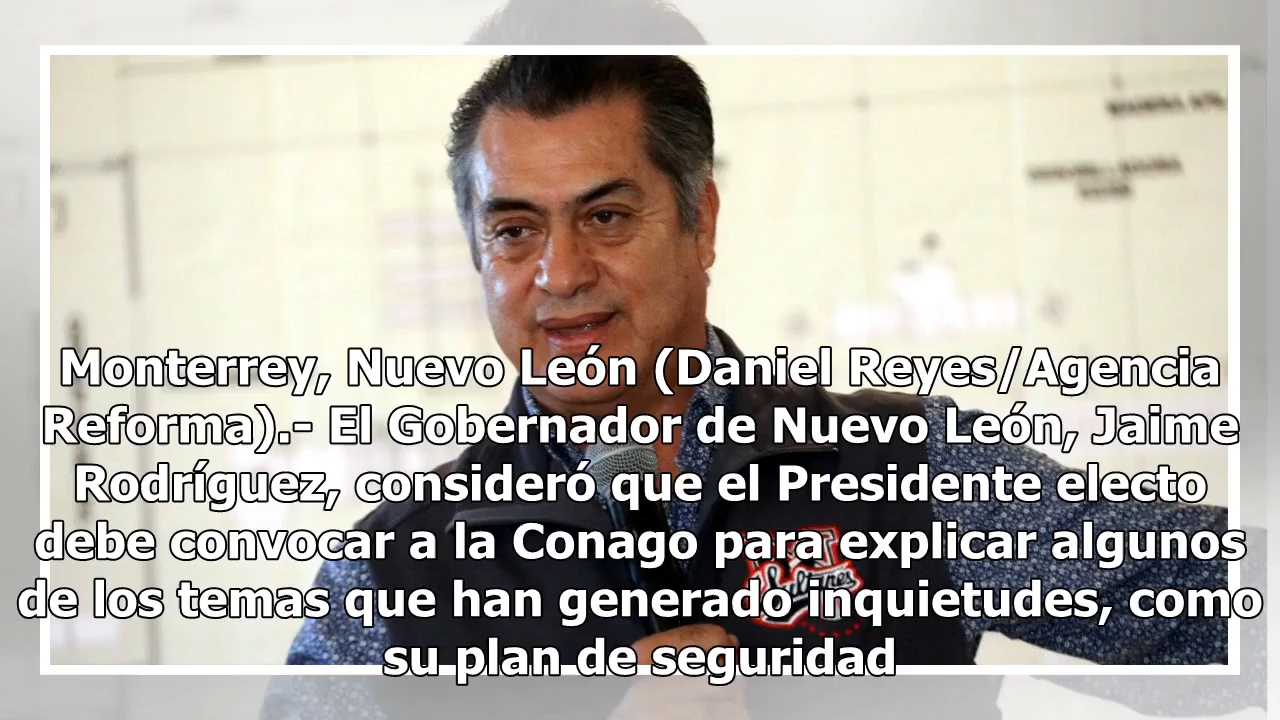 Monterrey, Nuevo León (Daniel Reyes/Agencia
Reforma).- El Gobernador de Nuevo León, Jaime
Rodríguez, consideró que el Presidente electo
debe convocar a la Conago para explicar algunos
de los temas que han generado inquietudes, como
su plan de seguridad
Sultanes